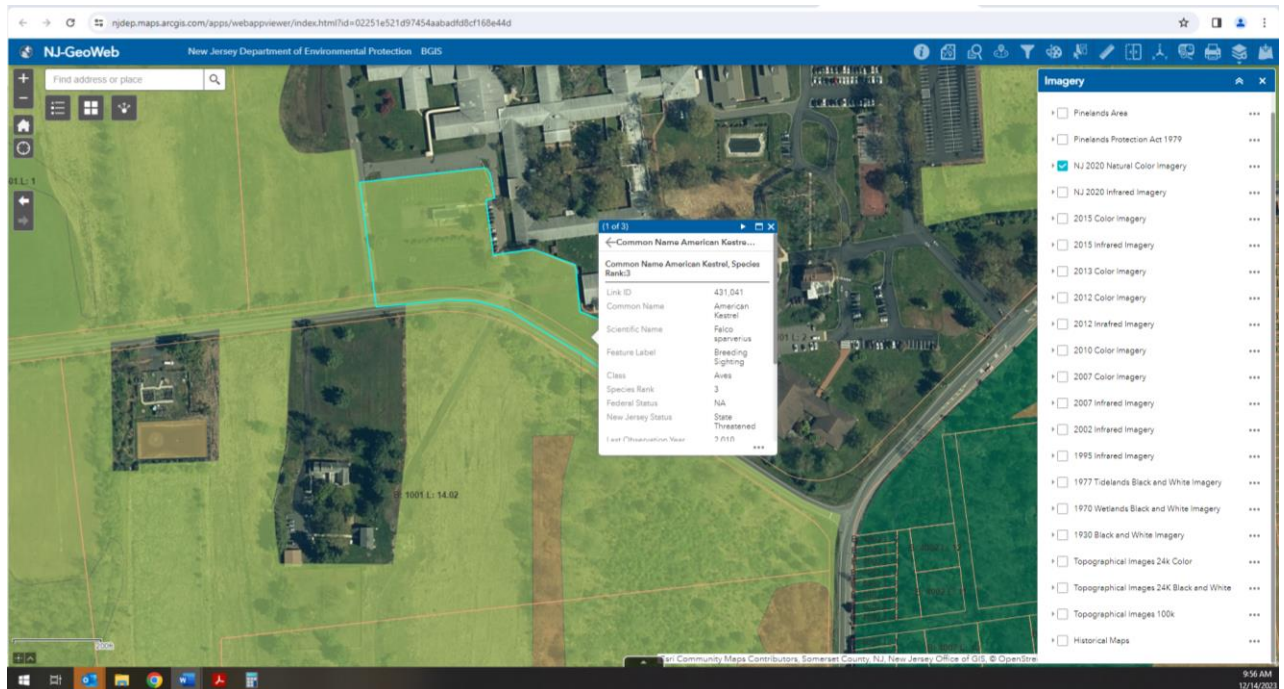 njdep.maps.arcgis.com/apps/webappviewer/index.html?id=02251e521d97454aabadfd8cf168e44d
NJ-GeoWeb New Jersey Department of Environmental Protection BGIS
Find address or place
Imagery
Pinelands Area
Pinelands Protection Act 1979
NJ 2020 Natural Color Imagery
NJ 2020 Infrared Imagery
2015 Color Imagery
2015 Infrared Imagery
2013 Color Imagery
2012 Color Imagery
2012 Inrafred Imagery
2010 Color Imagery
2007 Color Imagery
2007 Infrared Imagery
2002 Infrared Imagery
1995 Infrared Imagery
1977 Tidelands Black and White Imagery
1970 Wetlands Black and White Imagery
1930 Black and White Imagery
Topographical Images 24k Color
Topographical Images 24K Black and White
Topographical Images 100k
Historical Maps
(1 of 3)
Common Name American Kestre...
Common Name American Kestrel, Species
Rank:3
Link ID 431,041
Common Name American
Kestrel
Scientific Name Falco
sparverius
Feature Label Breeding
Sighting
Class Aves
Species Rank 3
Federal Status NA
New Jersey Status State
Threatened
Last Observation Year 2,010
1001 L: 14.02
200ft
Esri Community Maps Contributors, Somerset County, NJ, New Jersey Office of GIS, © OpenStre
9:56 AM
12/14/2023